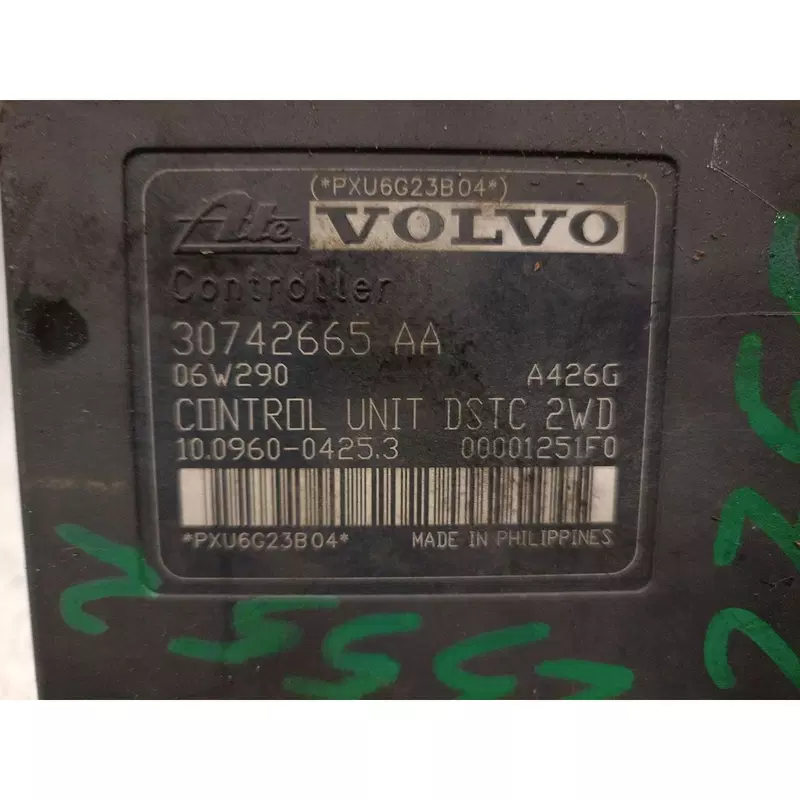 (*PXU6G23B04*)
Ate VOLVO
Controller
30742665 AA
06W290 A426G
CONTROL UNIT DSTC 2WD
10.0960-0425.3 00001251F0
*PXU6G23B04* MADE IN PHILIPPINES